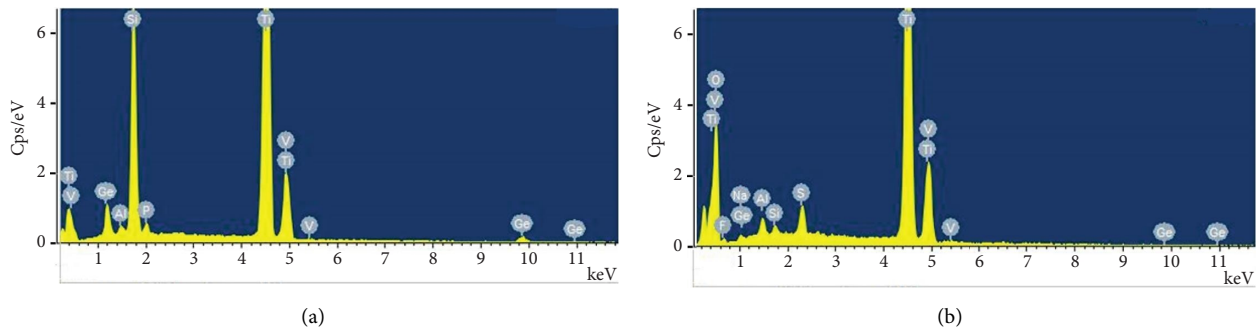 Cps/eV
6
4
2
0
Si
Ti
Ti
V
Ge
Al
P
V
Ti
V
Ge
Ge
1 2 3 4 5 6 7 8 9 10 11
keV
(a)
Cps/eV
6
4
2
0
Ti
O
V
Ti
F
Na
Ge
Al
Si
S
V
Ti
V
Ge
Ge
1 2 3 4 5 6 7 8 9 10 11
keV
(b)